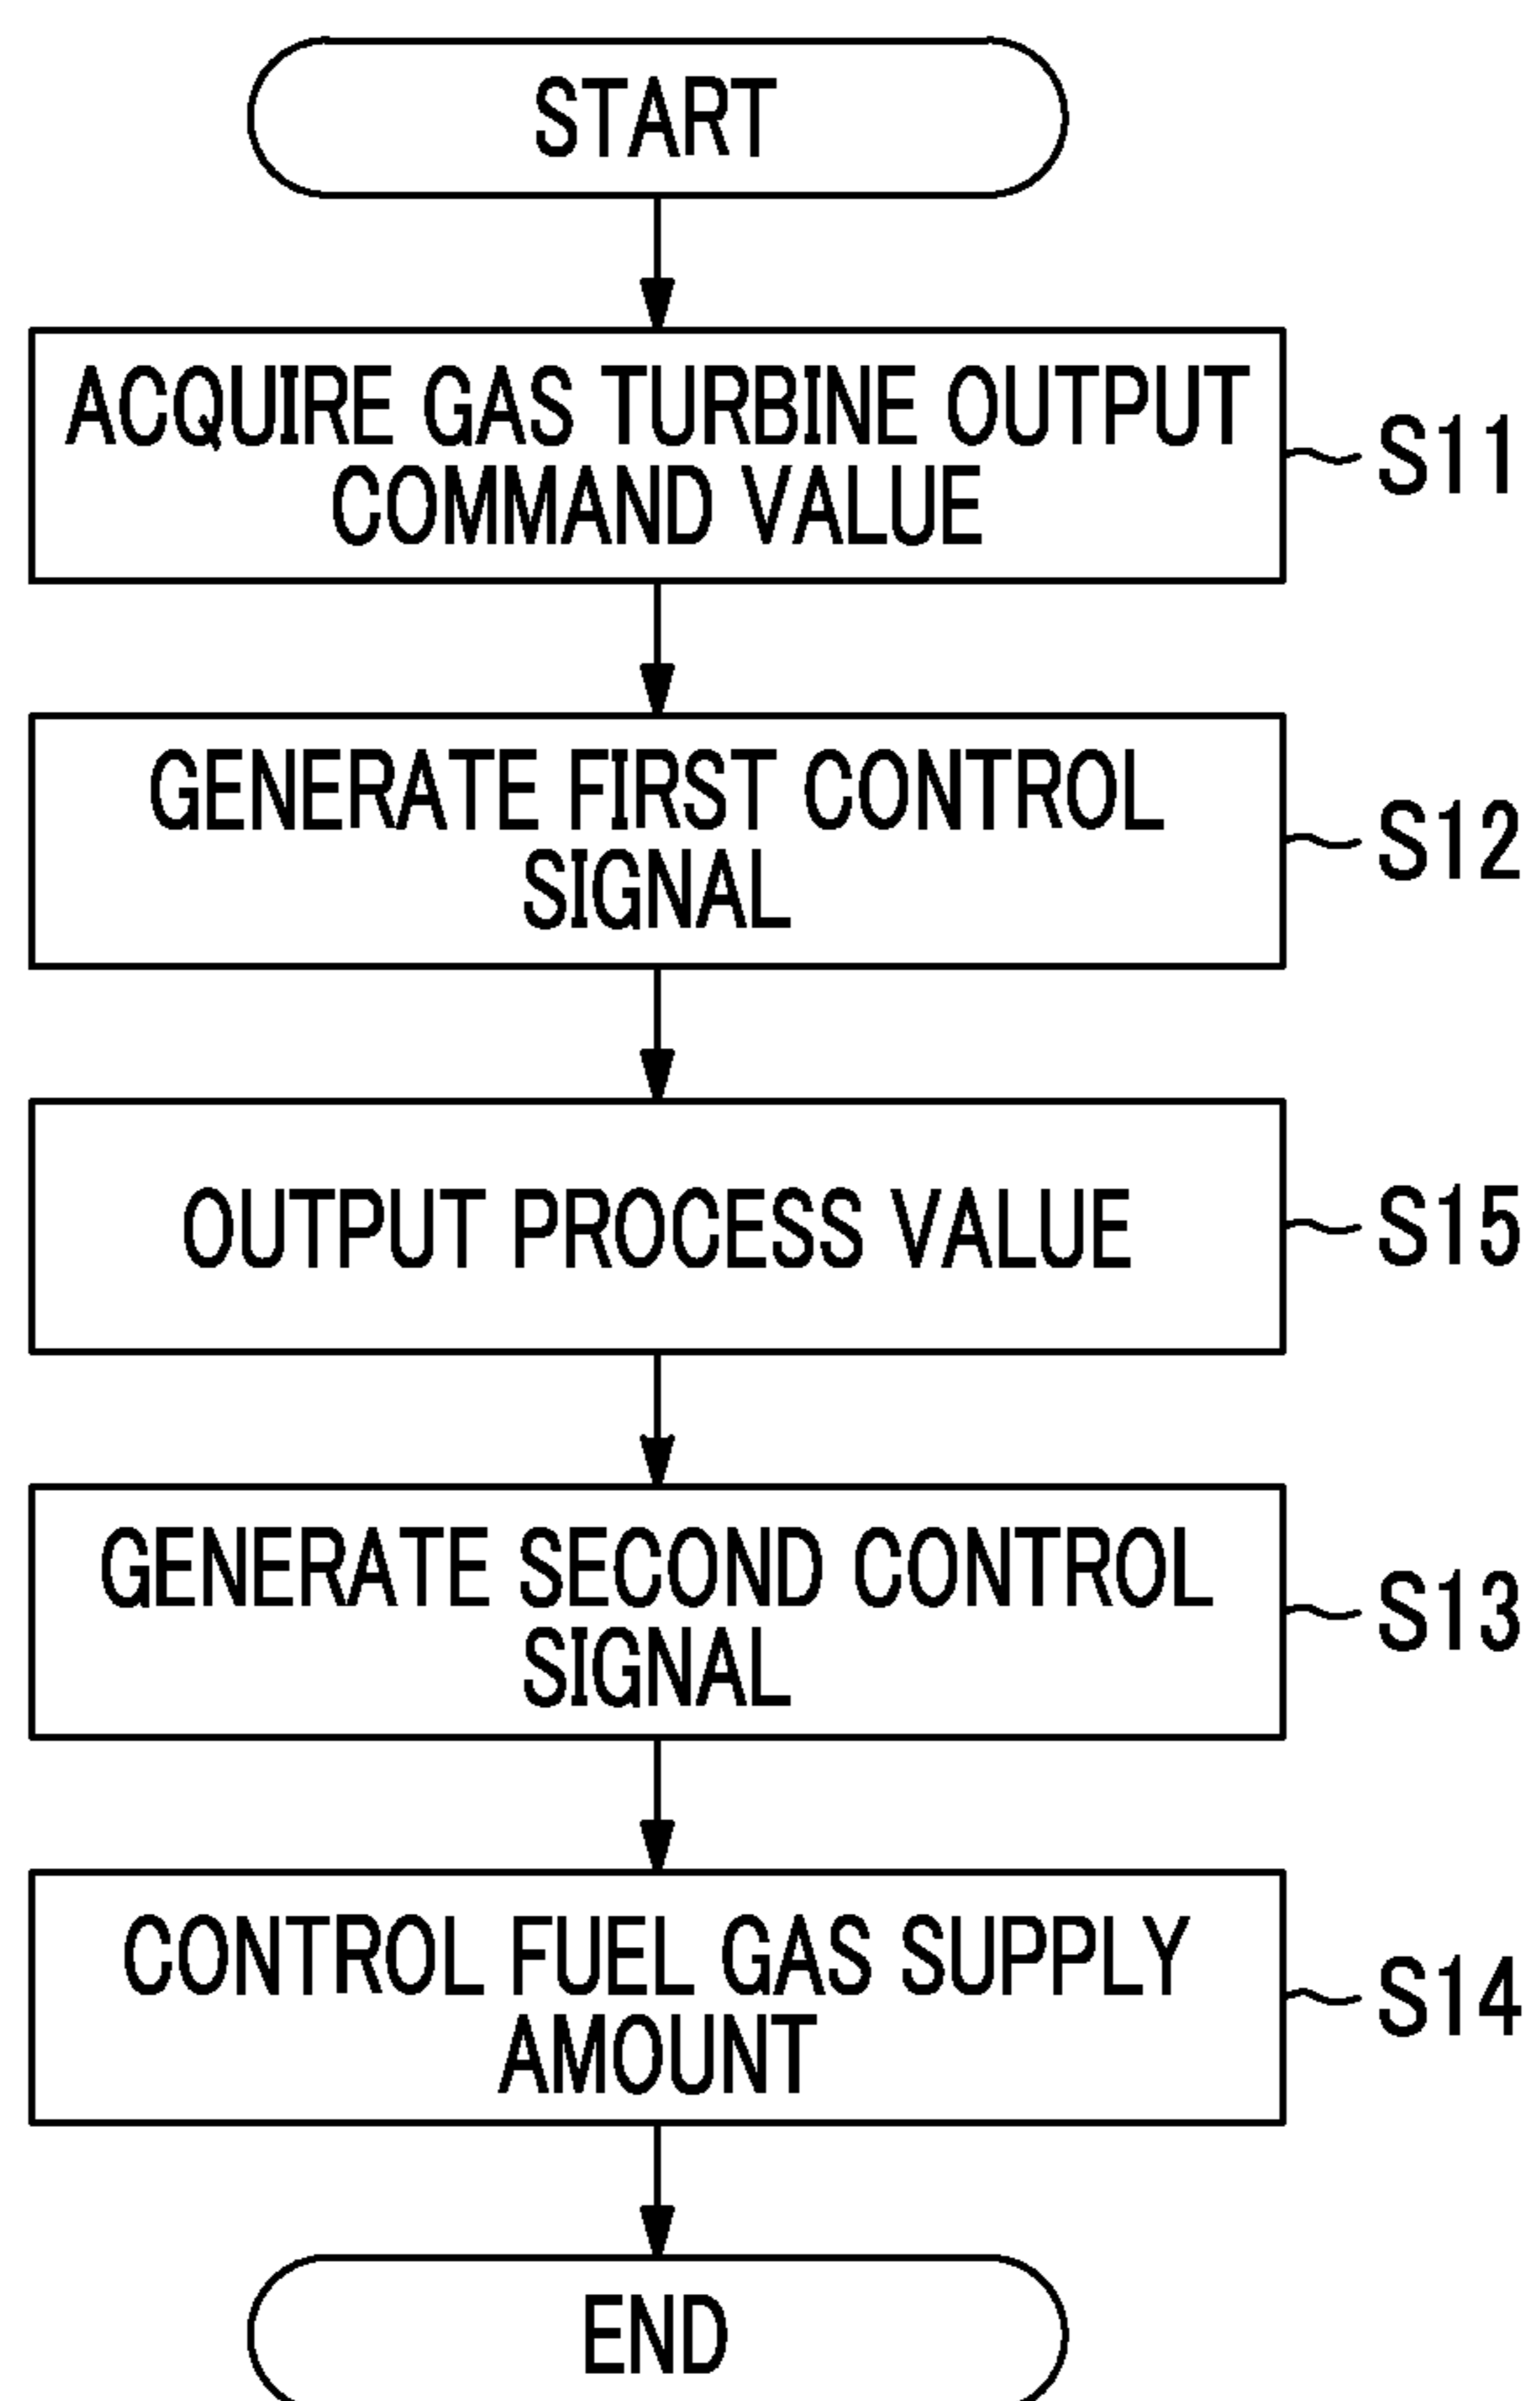 START
ACQUIRE GAS TURBINE OUTPUT
COMMAND VALUE
S11
GENERATE FIRST CONTROL
SIGNAL
S12
OUTPUT PROCESS VALUE
S15
GENERATE SECOND CONTROL
SIGNAL
S13
CONTROL FUEL GAS SUPPLY
AMOUNT
S14
END